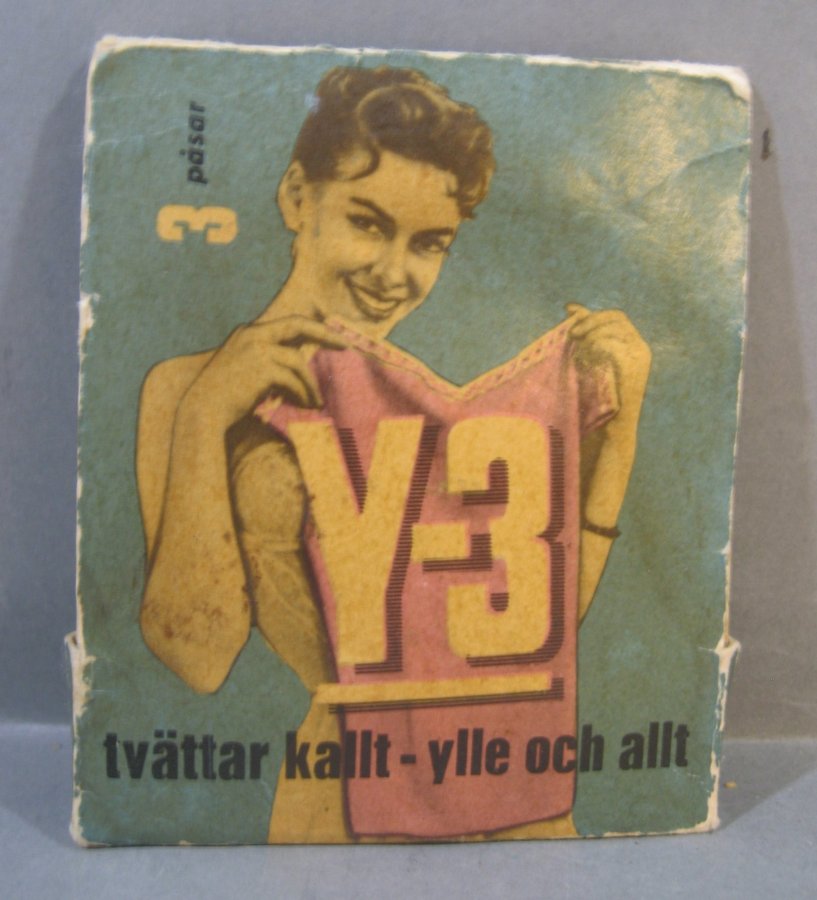 3 påsar
Y-3
tvättar kallt - ylle och allt